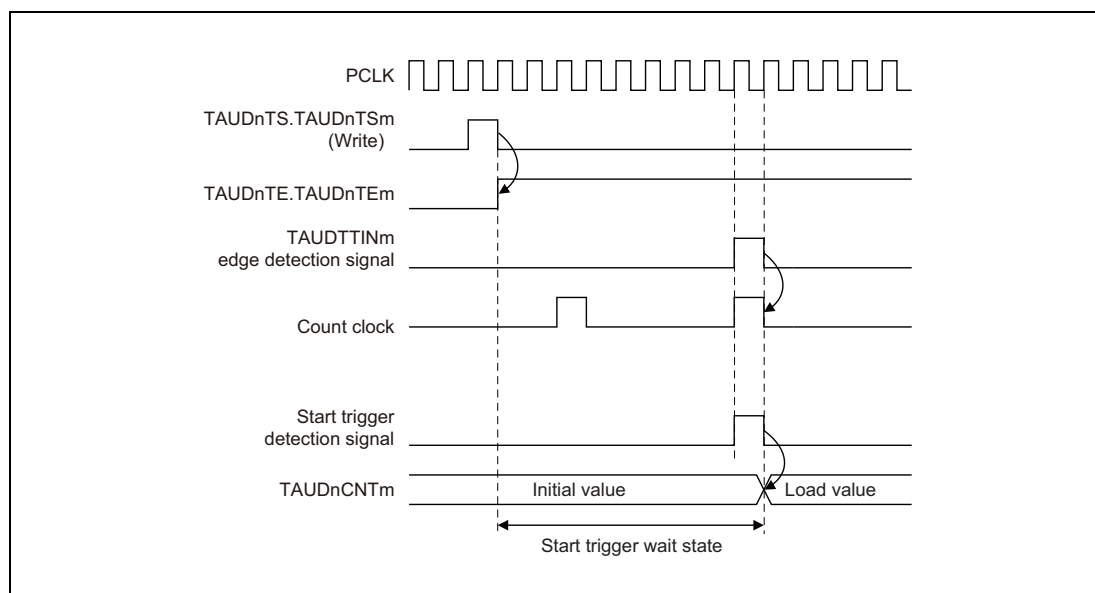 PCLK
TAUDnTS.TAUDnTSm
(Write)
TAUDnTE.TAUDnTEm
TAUDTTINm
edge detection signal
Count clock
Start trigger
detection signal
TAUDnCNTm
Initial value
Load value
Start trigger wait state